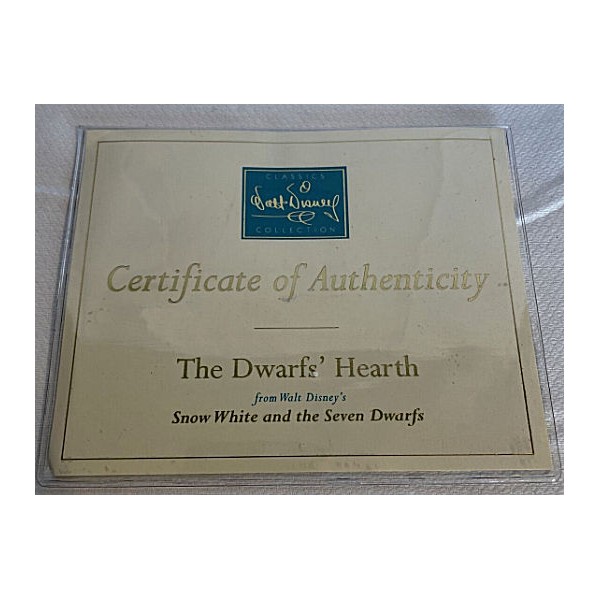 CLASSICS
Walt Disney
COLLECTION
Certificate of Authenticity
The Dwarfs' Hearth
from Walt Disney's
Snow White and the Seven Dwarfs